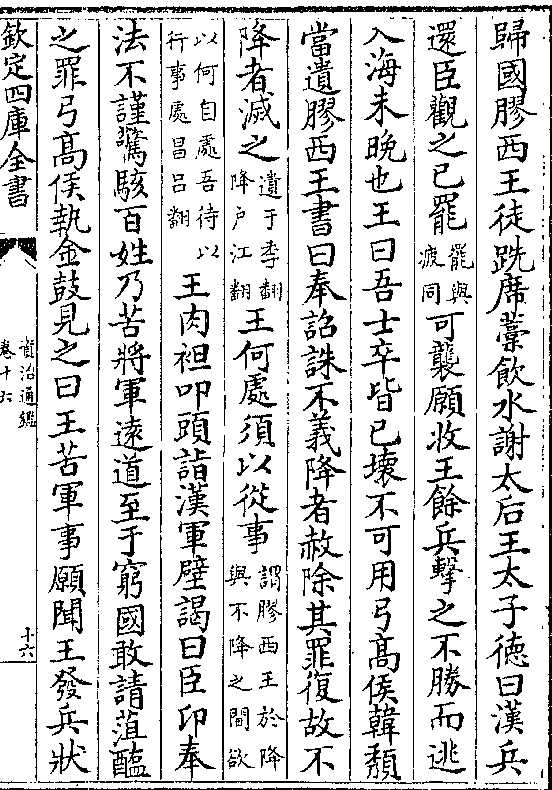 歸國膠西王徒跣席藁飲水謝太后王太子徳曰漢兵
還臣觀之已罷罷與疲同可襲願收王餘兵擊之不勝而逃
入海未晩也王曰吾士卒皆已壞不可用弓髙侯韓頽
當遺膠西王書曰奉詔誅不義降者赦除其罪復故不
降者滅之遺于季翻降户江翻王何處須以從事謂膠西王於降與不降之間欲
以何自處吾待以行事處昌吕翻王肉袒叩頭詣漢軍壁謁曰臣卬奉
法不謹驚駭百姓乃苦將軍逺道至于窮國敢請菹醢
之罪弓髙侯執金鼓見之曰王苦軍事願聞王發兵狀
欽定四庫全書
資治通鑑
卷十六
十六